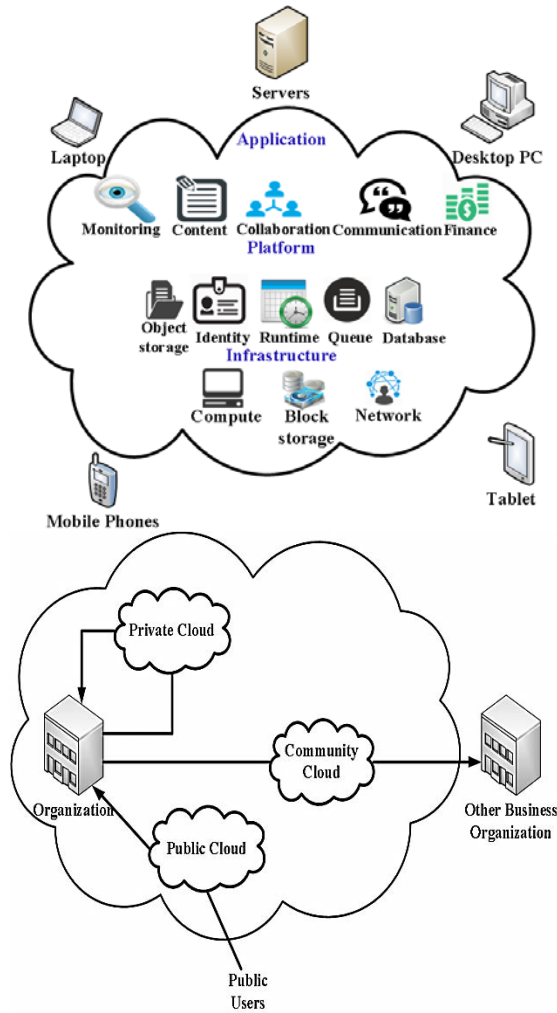 Servers
Laptop
Desktop PC
Application
Monitoring
Content
Collaboration
Communication
Finance
Platform
Object
storage
Identity
Runtime
Queue
Database
Infrastructure
Compute
Block
storage
Network
Tablet
Mobile Phones
Private Cloud
Community
Cloud
Organization
Other Business
Organization
Public Cloud
Public
Users